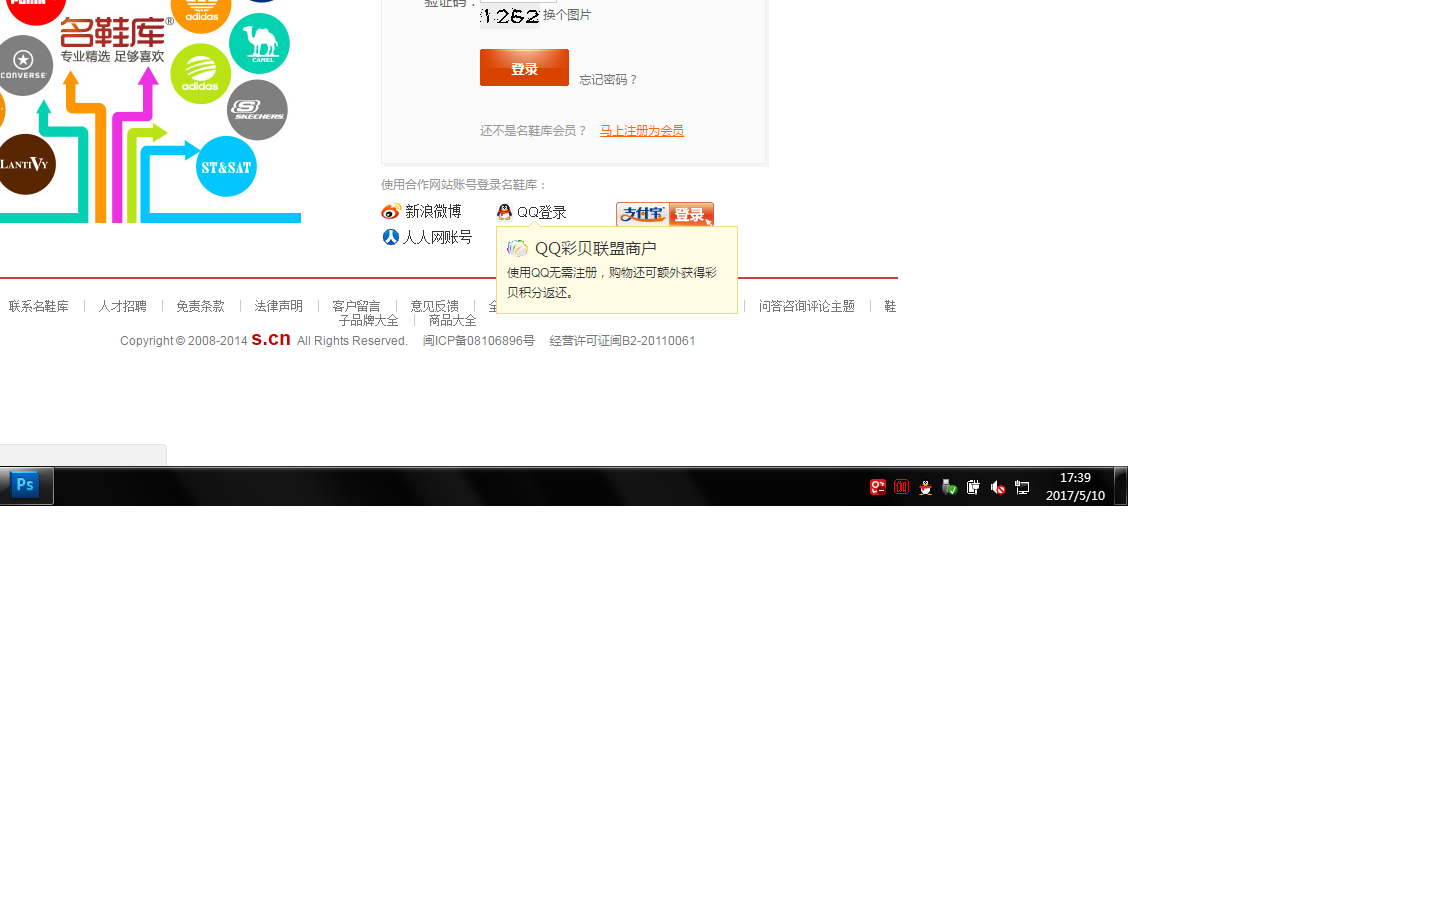 验证码：
1262 换个图片
名鞋库®
专业精选 足够喜欢
adidas
CAMEL
CONVERSE
adidas
SKECHERS
LANTIVY
ST&SAT
登录 忘记密码？
还不是名鞋库会员？ 马上注册为会员
使用合作网站账号登录名鞋库：
新浪微博 QQ登录 支付宝 登录
人人网账号
QQ彩贝联盟商户
使用QQ无需注册，购物还可额外获得彩
贝积分返还。
联系名鞋库 人才招聘 免责条款 法律声明 客户留言 意见反馈 问答咨询评论主题 鞋
子品牌大全 商品大全
Copyright © 2008-2014 s.cn All Rights Reserved. 闽ICP备08106896号 经营许可证闽B2-20110061
Ps
17:39
2017/5/10